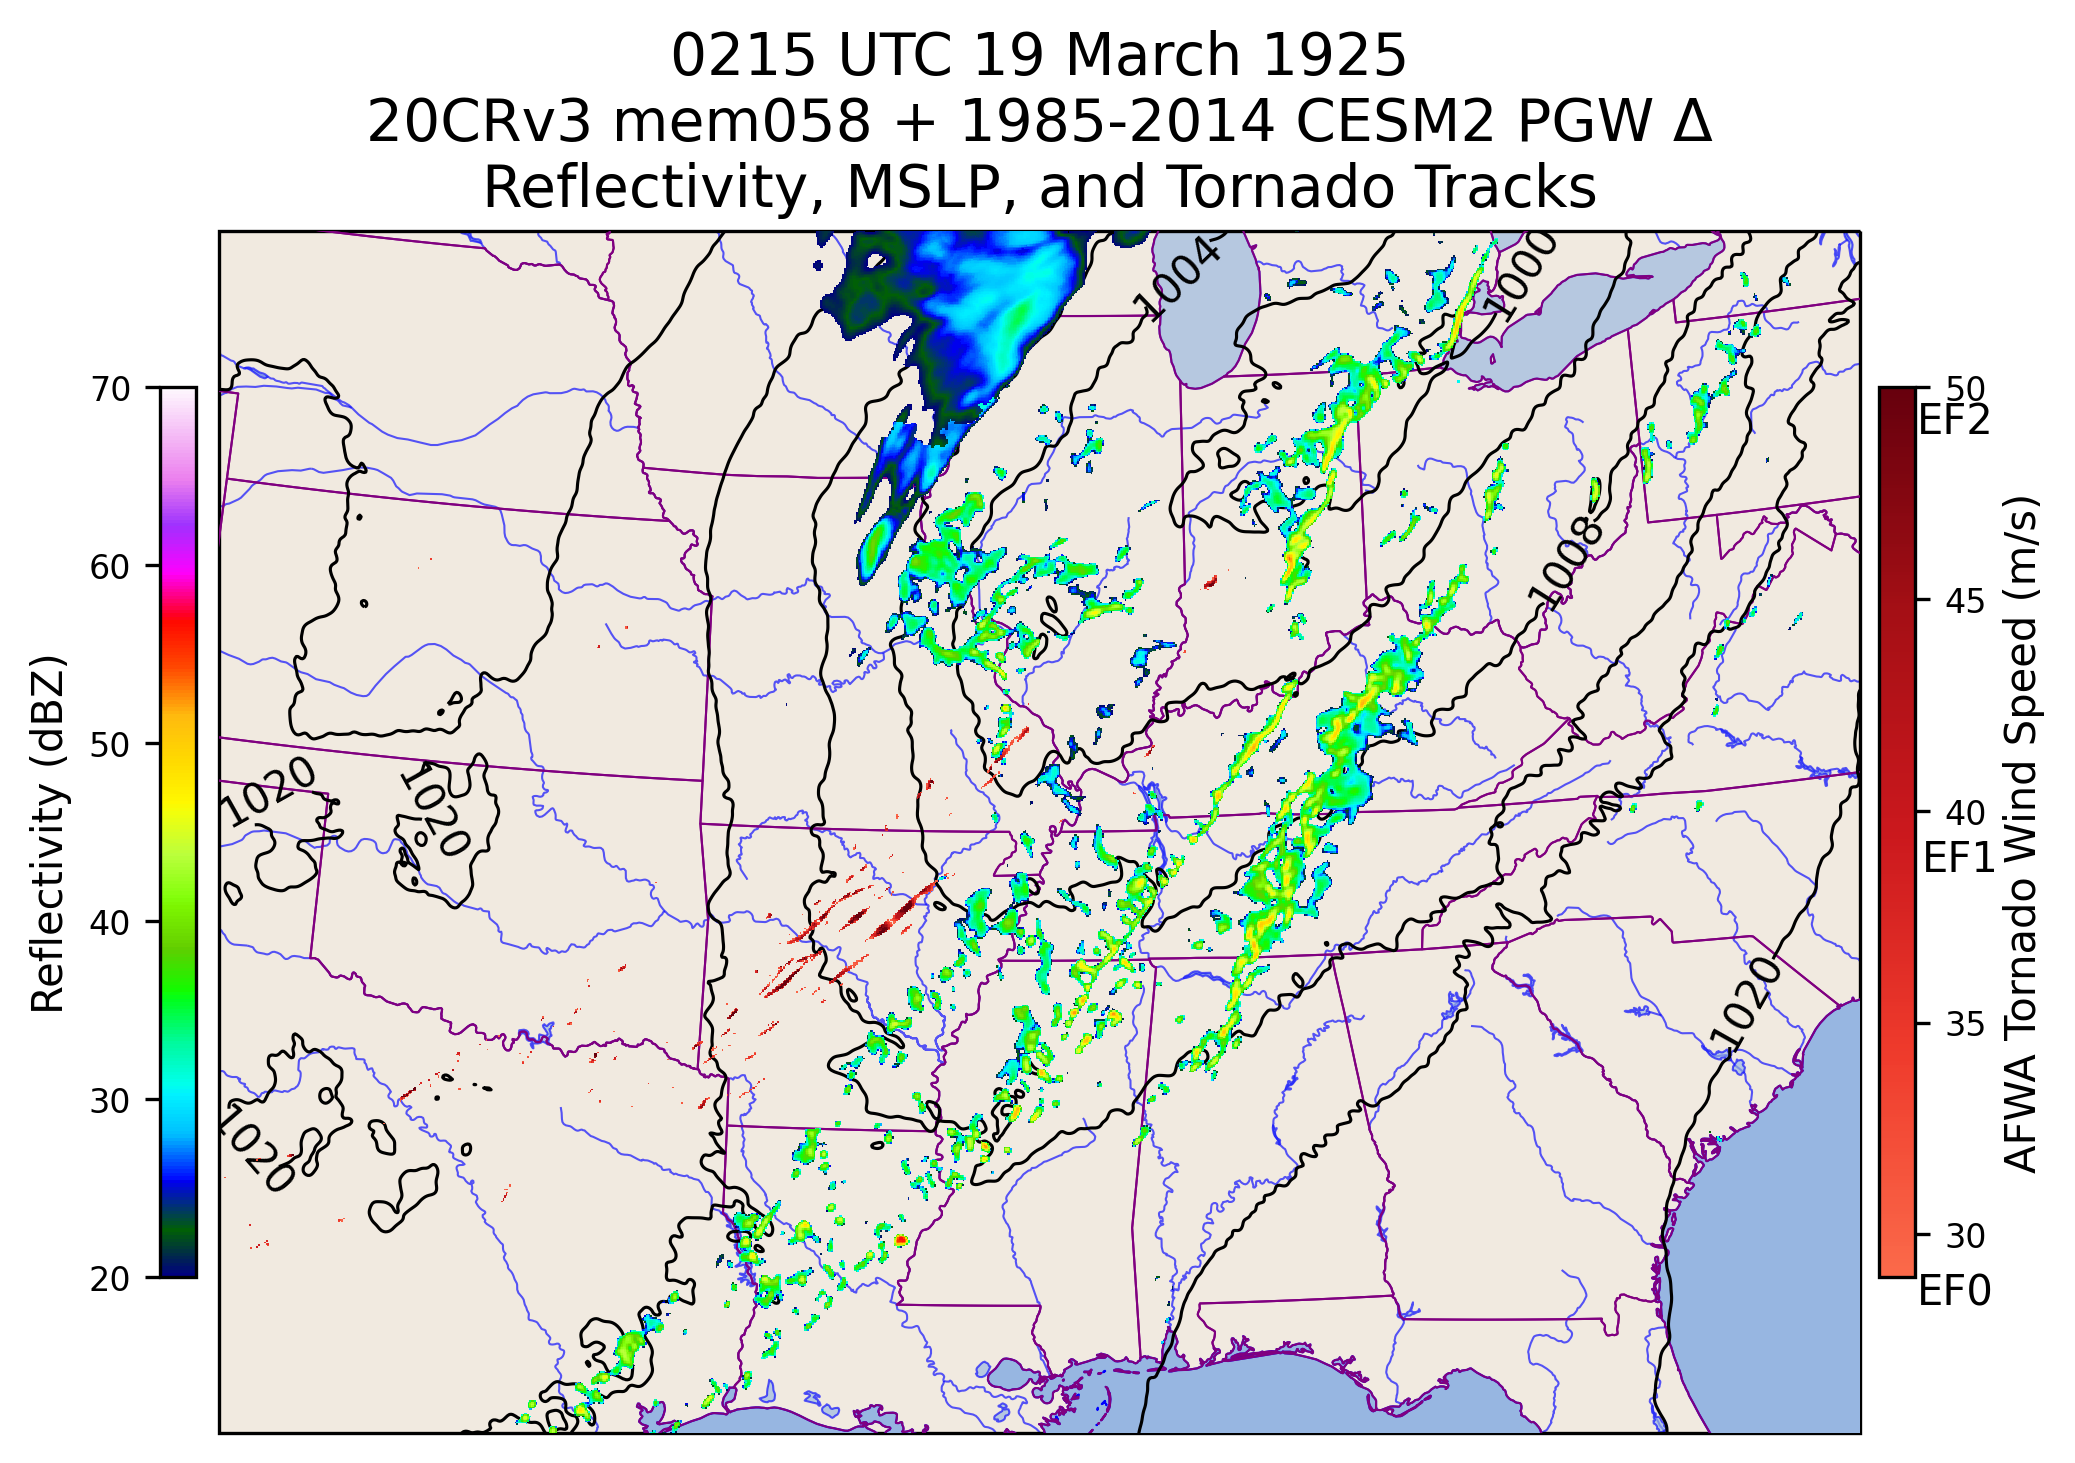 0215 UTC 19 March 1925
20CRv3 mem058 + 1985-2014 CESM2 PGW Δ
Reflectivity, MSLP, and Tornado Tracks
1004
1000
1008
1020
1020
1020
1020
70
60
50
40
30
20
Reflectivity (dBZ)
50
EF2
45
40
EF1
35
30
EF0
AFWA Tornado Wind Speed (m/s)